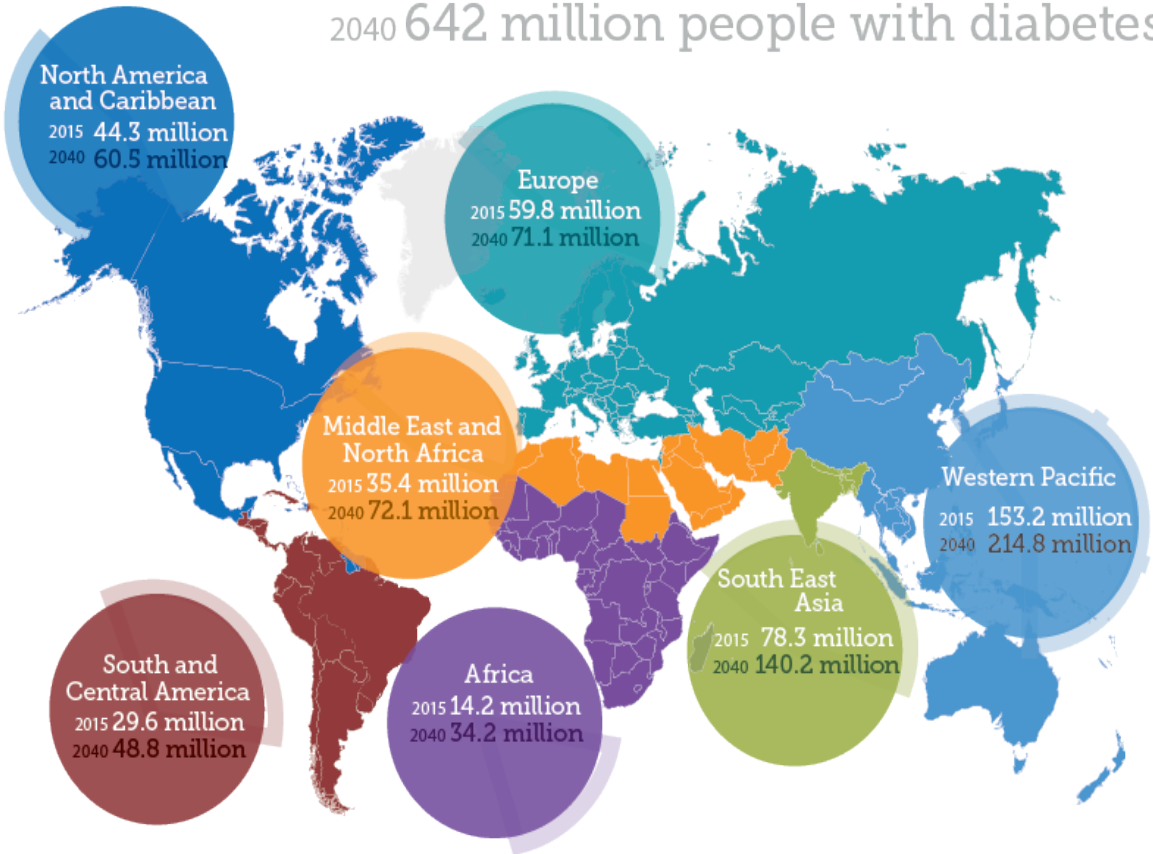 2040 642 million people with diabetes
North America
and Caribbean
2015 44.3 million
2040 60.5 million
Europe
2015 59.8 million
2040 71.1 million
Middle East and
North Africa
2015 35.4 million
2040 72.1 million
Western Pacific
2015 153.2 million
2040 214.8 million
South East
Asia
2015 78.3 million
2040 140.2 million
South and
Central America
2015 29.6 million
2040 48.8 million
Africa
2015 14.2 million
2040 34.2 million